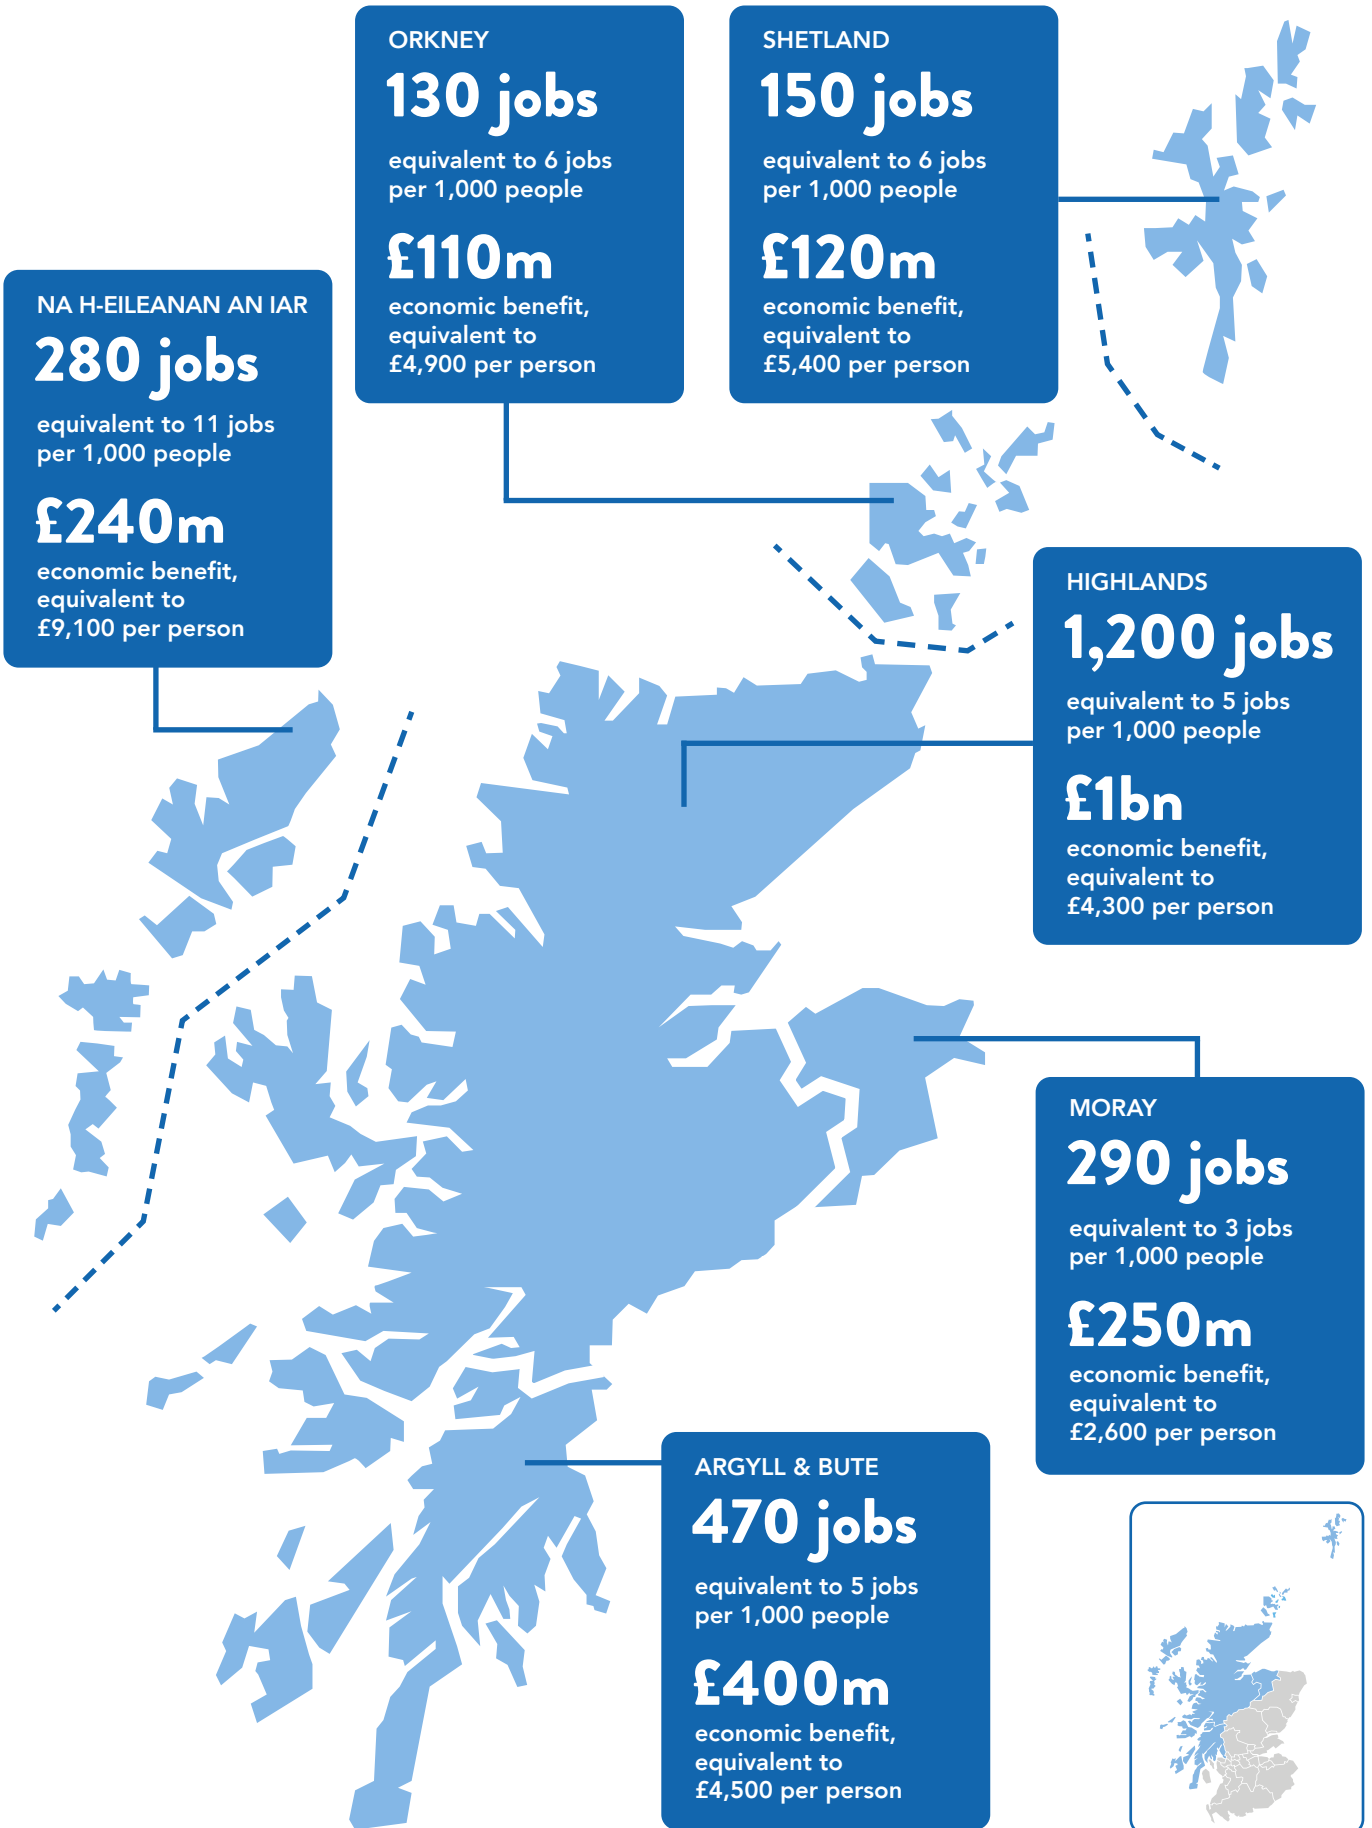 ORKNEY
130 jobs
equivalent to 6 jobs
per 1,000 people
£110m
economic benefit,
equivalent to
£4,900 per person
SHETLAND
150 jobs
equivalent to 6 jobs
per 1,000 people
£120m
economic benefit,
equivalent to
£5,400 per person
NA H-EILEANAN AN IAR
280 jobs
equivalent to 11 jobs
per 1,000 people
£240m
economic benefit,
equivalent to
£9,100 per person
HIGHLANDS
1,200 jobs
equivalent to 5 jobs
per 1,000 people
£1bn
economic benefit,
equivalent to
£4,300 per person
MORAY
290 jobs
equivalent to 3 jobs
per 1,000 people
£250m
economic benefit,
equivalent to
£2,600 per person
ARGYLL & BUTE
470 jobs
equivalent to 5 jobs
per 1,000 people
£400m
economic benefit,
equivalent to
£4,500 per person